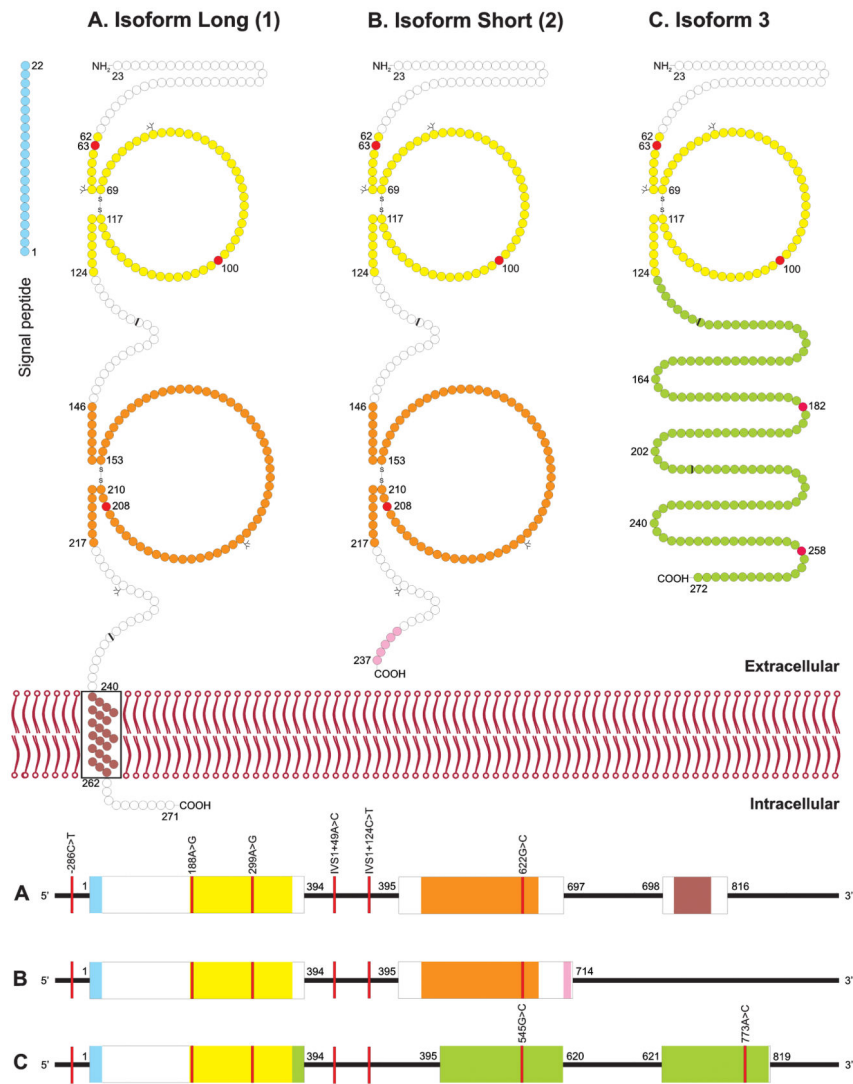 A. Isoform Long (1)
B. Isoform Short (2)
C. Isoform 3
22
1
Signal peptide
NH2
23
62
63
69
s
s
117
100
124
146
153
s
s
210
208
217
240
262
271
COOH
NH2
23
62
63
69
s
s
117
100
124
146
153
s
s
210
208
217
237
COOH
NH2
23
62
63
69
s
s
117
100
124
164
182
202
240
258
COOH
272
Extracellular
Intracellular
-286C>T
188A>G
299A>G
IVS1+49A>C
IVS1+124C>T
622G>C
A 5' 1 394 395 697 698 816 3'
B 5' 1 394 395 714 3'
545G>C
773A>C
C 5' 1 394 395 620 621 819 3'